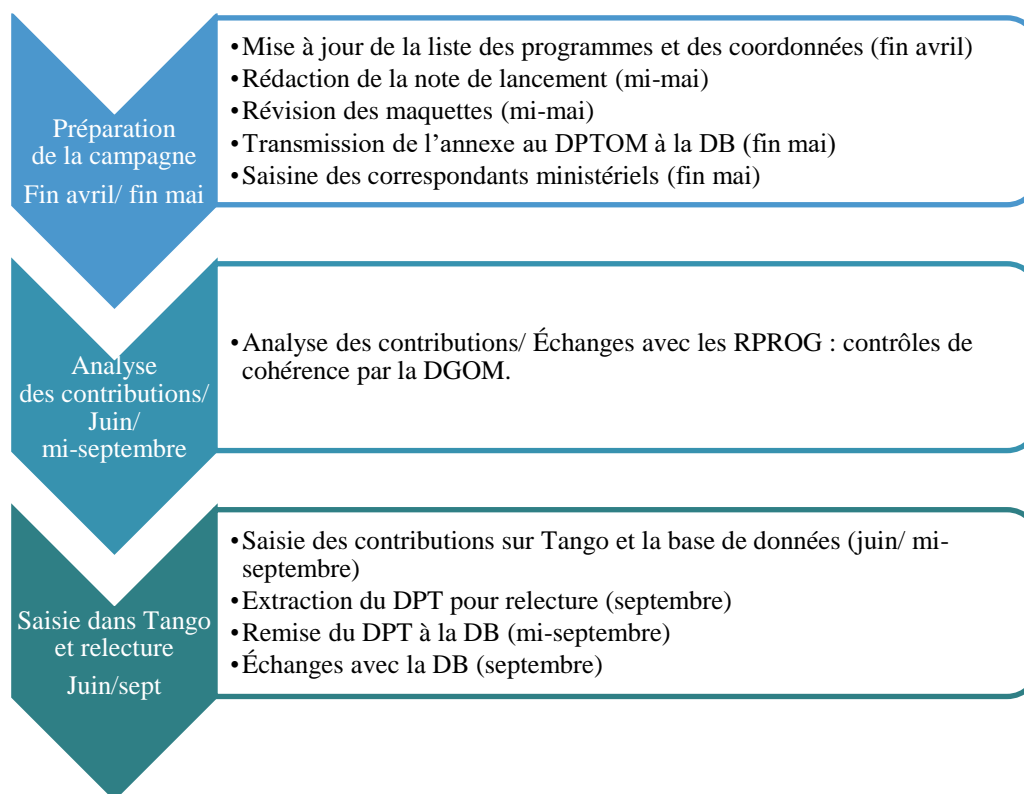 Préparation
de la campagne
Fin avril/ fin mai
•Mise à jour de la liste des programmes et des coordonnées (fin avril)
•Rédaction de la note de lancement (mi-mai)
•Révision des maquettes (mi-mai)
•Transmission de l’annexe au DPTOM à la DB (fin mai)
•Saisine des correspondants ministériels (fin mai)
Analyse
des contributions/
Juin/
mi-septembre
•Analyse des contributions/ Échanges avec les RPROG : contrôles de
cohérence par la DGOM.
Saisie dans Tango
et relecture
Juin/sept
•Saisie des contributions sur Tango et la base de données (juin/ mi-
septembre)
•Extraction du DPT pour relecture (septembre)
•Remise du DPT à la DB (mi-septembre)
•Échanges avec la DB (septembre)